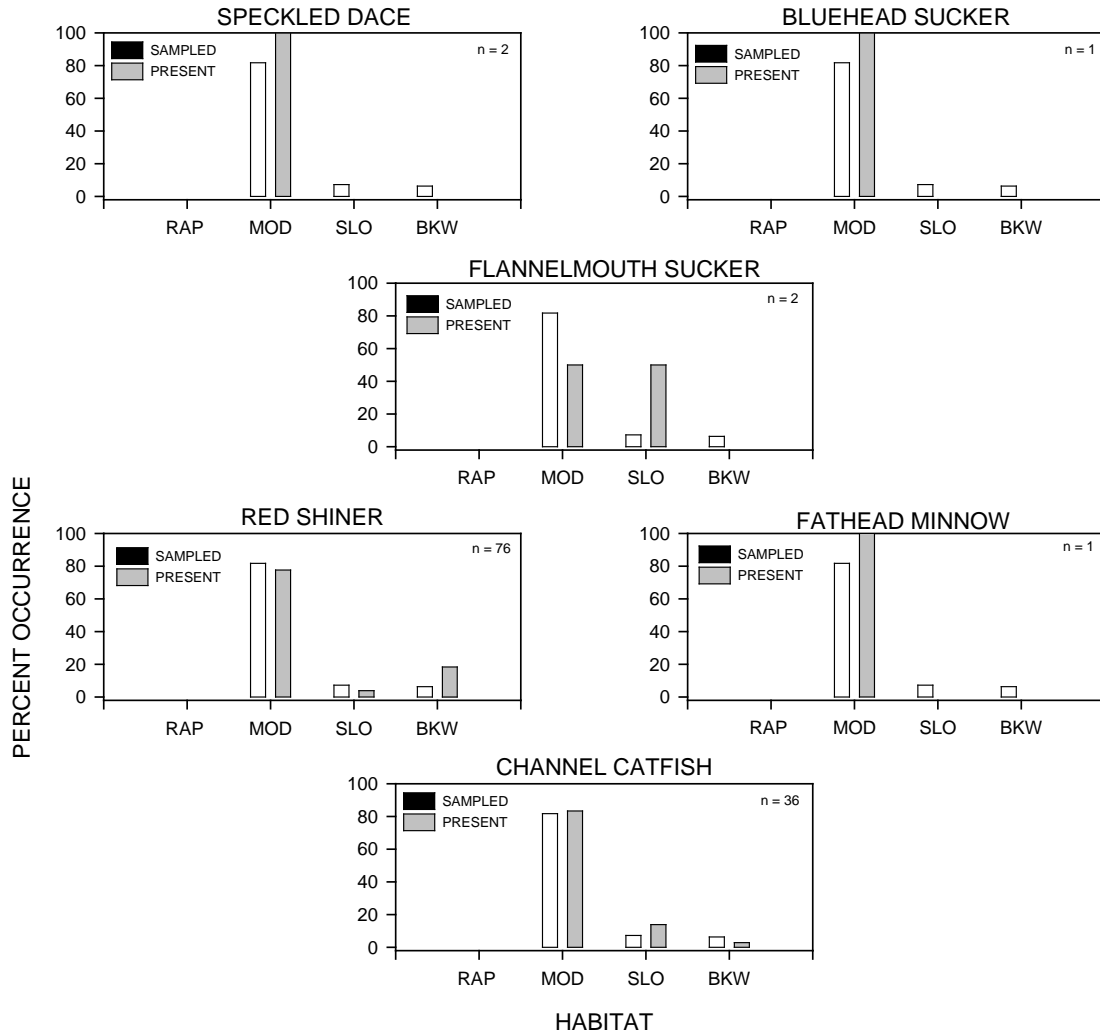 SPECKLED DACE
100
80
60
40
20
0
SAMPLED
PRESENT
n = 2
RAP MOD SLO BKW
BLUEHEAD SUCKER
100
80
60
40
20
0
SAMPLED
PRESENT
n = 1
RAP MOD SLO BKW
FLANNELMOUTH SUCKER
100
80
60
40
20
0
SAMPLED
PRESENT
n = 2
RAP MOD SLO BKW
PERCENT OCCURRENCE
RED SHINER
100
80
60
40
20
0
SAMPLED
PRESENT
n = 76
RAP MOD SLO BKW
FATHEAD MINNOW
100
80
60
40
20
0
SAMPLED
PRESENT
n = 1
RAP MOD SLO BKW
CHANNEL CATFISH
100
80
60
40
20
0
SAMPLED
PRESENT
n = 36
RAP MOD SLO BKW
HABITAT